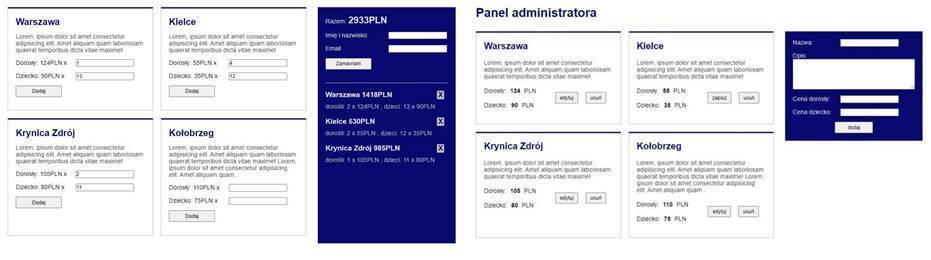 Warszawa
Lorem, ipsum dolor sit amet consectetur
adipisicing elit. Amet aliquam quam laboriosam
quaerat temporibus dicta vitae maxime!
Dorosły: 124PLN x 1
Dziecko: 90PLN x 13
Dodaj
Kielce
Lorem, ipsum dolor sit amet consectetur
adipisicing elit. Amet aliquam quam laboriosam
quaerat temporibus dicta vitae maxime!
Dorosły: 55PLN x 4
Dziecko: 35PLN x 12
Dodaj
Krynica Zdrój
Lorem, ipsum dolor sit amet consectetur
adipisicing elit. Amet aliquam quam laboriosam
quaerat temporibus dicta vitae maxime!
Dorosły: 105PLN x 2
Dziecko: 80PLN x 11
Dodaj
Kołobrzeg
Lorem, ipsum dolor sit amet consectetur
adipisicing elit. Amet aliquam quam laboriosam
quaerat temporibus dicta vitae maxime! Lorem,
ipsum dolor sit amet consectetur adipisicing
elit. Amet aliquam quam .
Dorosły: 110PLN x
Dziecko: 75PLN x
Dodaj
Razem: 2933PLN
Imię i nazwisko:
Email
Zamawiam
Warszawa 1418PLN X
dorośli: 2 x 124PLN , dzieci: 13 x 90PLN
Kielce 530PLN X
dorośli: 2 x 55PLN , dzieci: 12 x 35PLN
Krynica Zdrój 985PLN X
dorośli: 1 x 105PLN , dzieci: 11 x 80PLN
Panel administratora
Warszawa
Lorem, ipsum dolor sit amet consectetur
adipisicing elit. Amet aliquam quam laboriosam
quaerat temporibus dicta vitae maxime!
Dorosły: 124 PLN
edytuj usuń
Dziecko: 90 PLN
Kielce
Lorem, ipsum dolor sit amet consectetur
adipisicing elit. Amet aliquam quam laboriosam
quaerat temporibus dicta vitae maxime!
Dorosły: 55 PLN
zapisz usuń
Dziecko: 35 PLN
Krynica Zdrój
Lorem, ipsum dolor sit amet consectetur
adipisicing elit. Amet aliquam quam laboriosam
quaerat temporibus dicta vitae maxime!
Dorosły: 105 PLN
edytuj usuń
Dziecko: 80 PLN
Kołobrzeg
Lorem, ipsum dolor sit amet consectetur
adipisicing elit. Amet aliquam quam laboriosam
quaerat temporibus dicta vitae maxime! Lorem,
ipsum dolor sit amet consectetur adipisicing
elit. Amet aliquam quam .
Dorosły: 110 PLN
edytuj usuń
Dziecko: 76 PLN
Nazwa:
Opis
Cena dorosły:
Cena dziecko:
dodaj